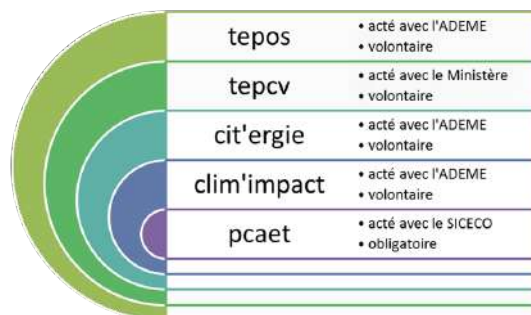 tepos
• acté avec l'ADEME
• volontaire
tepcv
• acté avec le Ministère
• volontaire
cit'ergie
• acté avec l'ADEME
• volontaire
clim'impact
• acté avec l'ADEME
• volontaire
pcaet
• acté avec le SICECO
• obligatoire